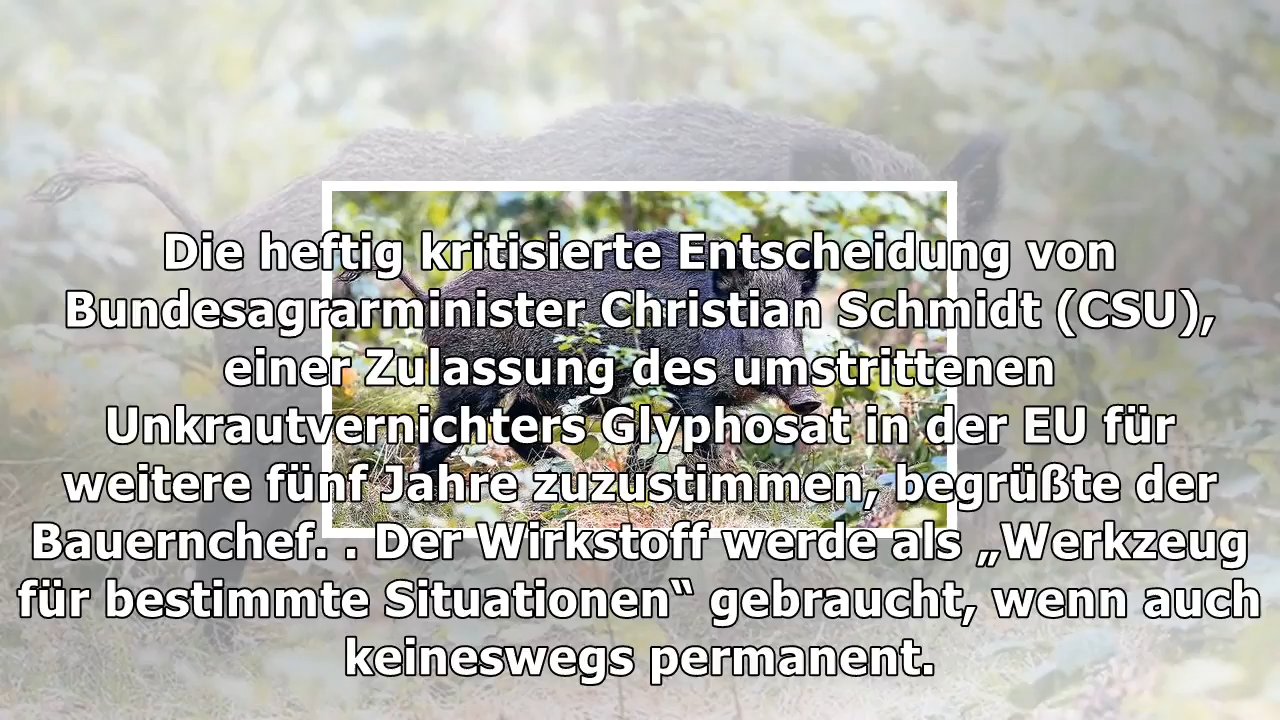 Die heftig kritisierte Entscheidung von
Bundesagrarminister Christian Schmidt (CSU),
einer Zulassung des umstrittenen
Unkrautvernichters Glyphosat in der EU für
weitere fünf Jahre zuzustimmen, begrüßte der
Bauernchef. . Der Wirkstoff werde als „Werkzeug
für bestimmte Situationen“ gebraucht, wenn auch
keineswegs permanent.